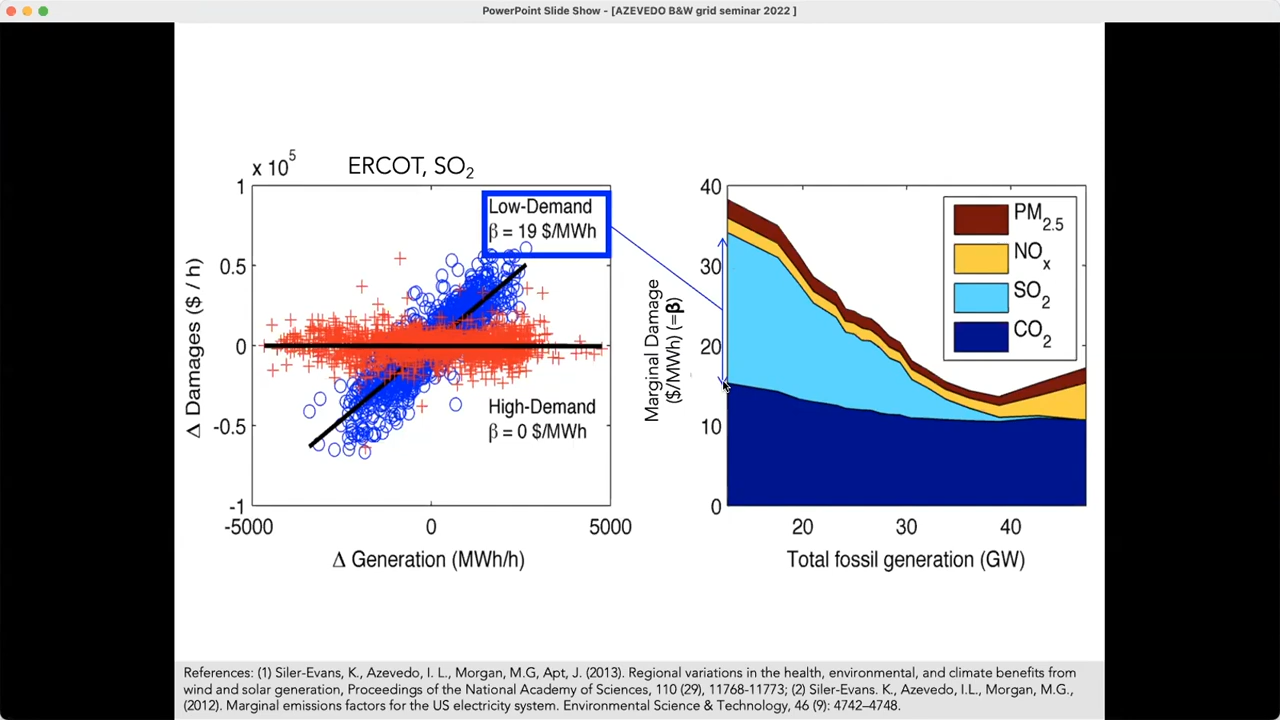 PowerPoint Slide Show - [AZEVEDO B&W grid seminar 2022 ]
x 10^5
ERCOT, SO2
1
0.5
0
-0.5
-1
Δ Damages ($ / h)
Low-Demand
β = 19 $/MWh
High-Demand
β = 0 $/MWh
-5000
0
5000
Δ Generation (MWh/h)
40
30
20
10
0
Marginal Damage
($/MWh) (=β)
PM2.5
NOx
SO2
CO2
20
30
40
Total fossil generation (GW)
References: (1) Siler-Evans, K., Azevedo, I. L., Morgan, M.G, Apt, J. (2013). Regional variations in the health, environmental, and climate benefits from
wind and solar generation, Proceedings of the National Academy of Sciences, 110 (29), 11768-11773; (2) Siler-Evans. K., Azevedo, I.L., Morgan, M.G.,
(2012). Marginal emissions factors for the US electricity system. Environmental Science & Technology, 46 (9): 4742–4748.